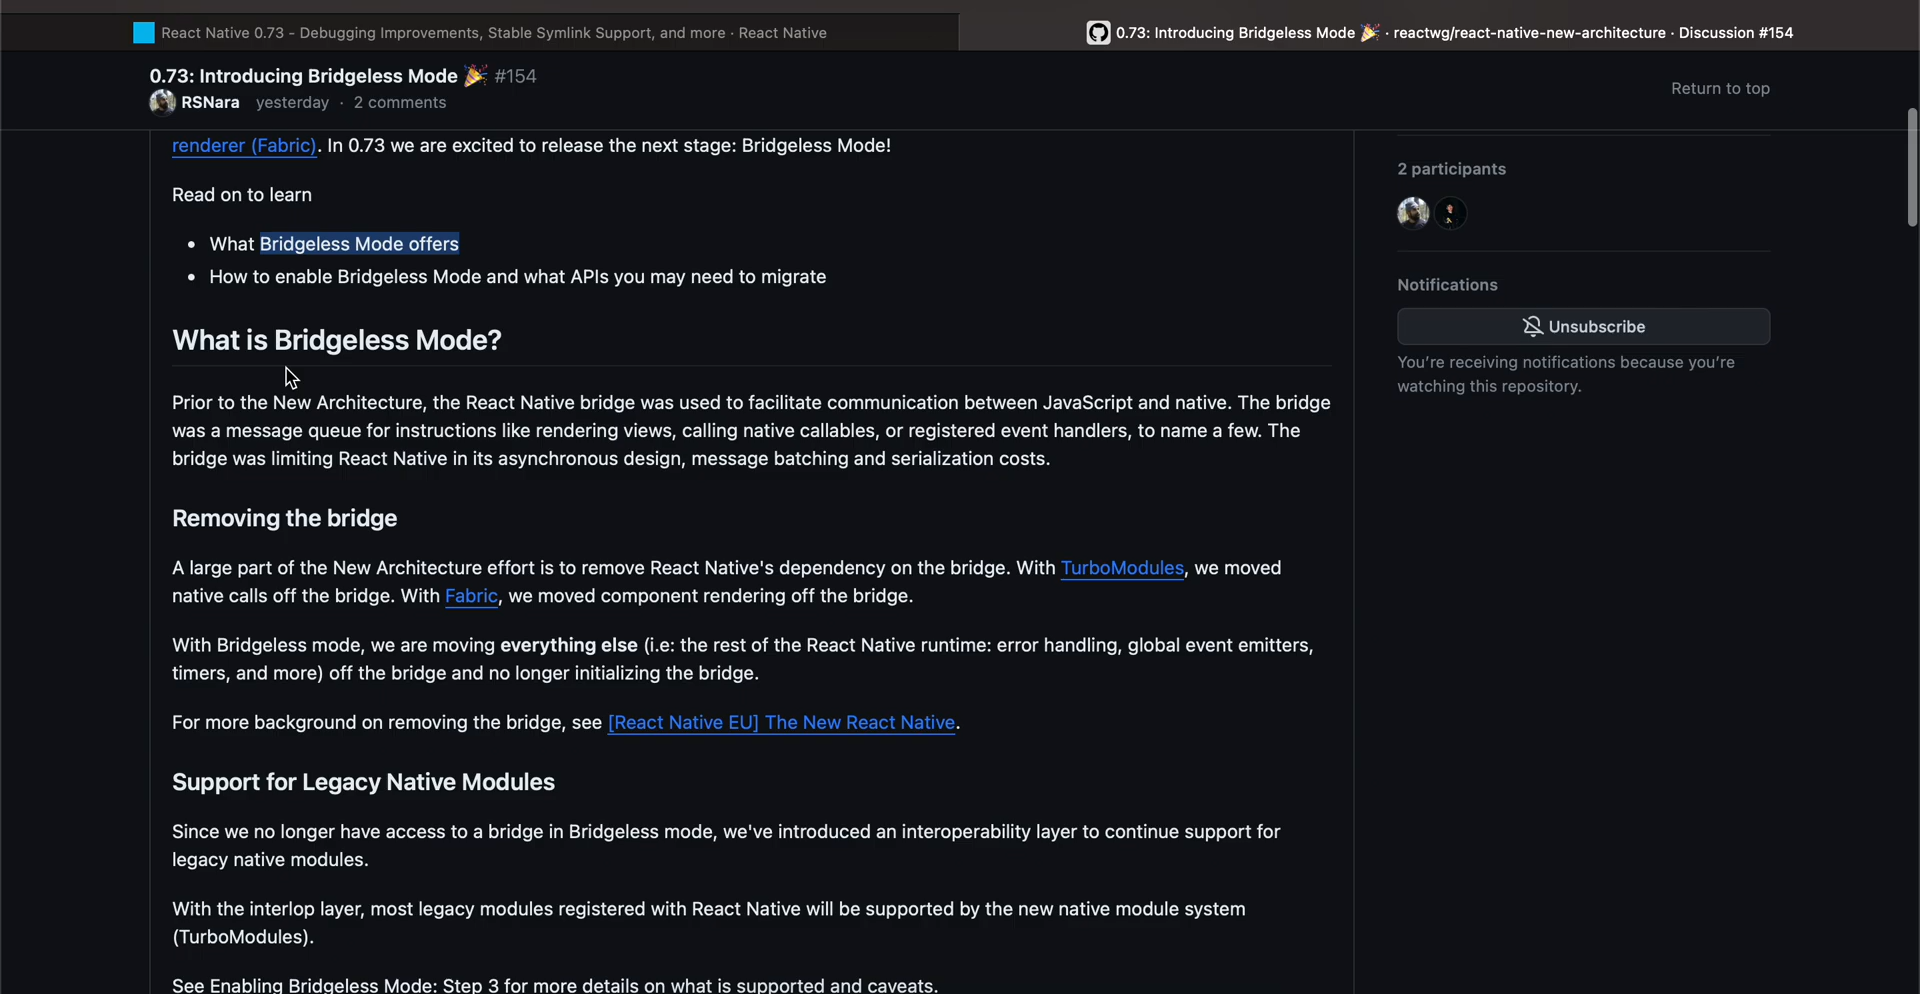 React Native 0.73 - Debugging Improvements, Stable Symlink Support, and more · React Native
0.73: Introducing Bridgeless Mode 🎉 · reactwg/react-native-new-architecture · Discussion #154
0.73: Introducing Bridgeless Mode 🎉 #154
RSNara yesterday · 2 comments
Return to top
renderer (Fabric). In 0.73 we are excited to release the next stage: Bridgeless Mode!
Read on to learn
• What Bridgeless Mode offers
• How to enable Bridgeless Mode and what APIs you may need to migrate
What is Bridgeless Mode?
Prior to the New Architecture, the React Native bridge was used to facilitate communication between JavaScript and native. The bridge
was a message queue for instructions like rendering views, calling native callables, or registered event handlers, to name a few. The
bridge was limiting React Native in its asynchronous design, message batching and serialization costs.
Removing the bridge
A large part of the New Architecture effort is to remove React Native's dependency on the bridge. With TurboModules, we moved
native calls off the bridge. With Fabric, we moved component rendering off the bridge.
With Bridgeless mode, we are moving everything else (i.e: the rest of the React Native runtime: error handling, global event emitters,
timers, and more) off the bridge and no longer initializing the bridge.
For more background on removing the bridge, see [React Native EU] The New React Native.
Support for Legacy Native Modules
Since we no longer have access to a bridge in Bridgeless mode, we've introduced an interoperability layer to continue support for
legacy native modules.
With the interlop layer, most legacy modules registered with React Native will be supported by the new native module system
(TurboModules).
See Enabling Bridgeless Mode: Step 3 for more details on what is supported and caveats.
2 participants
Notifications
Unsubscribe
You're receiving notifications because you're
watching this repository.